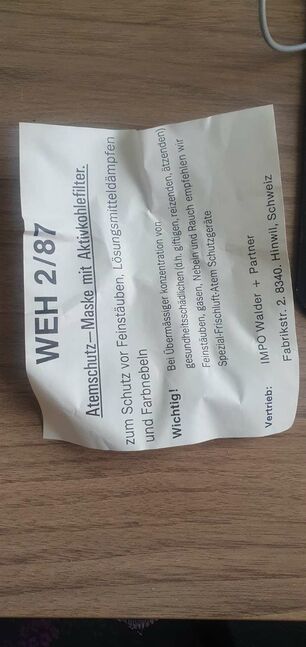 WEH 2/87
Atemschutz–Maske mit Aktivkohlefilter.
zum Schutz vor Feinstäuben, Lösungsmitteldämpfen
und Farbnebeln
Wichtig! Bei Übermässiger konzentration von
gesundheitsschädlichen (d.h. giftigen, reizenden, ätzenden)
Feinstäuben, gasen, Nebeln und Rauch empfehlen wir
Spezial-Frischluft-Atem Schutzgeräte
Vertrieb: IMPO Walder + Partner
Fabrikstr. 2. 8340. Hinwil, Schweiz